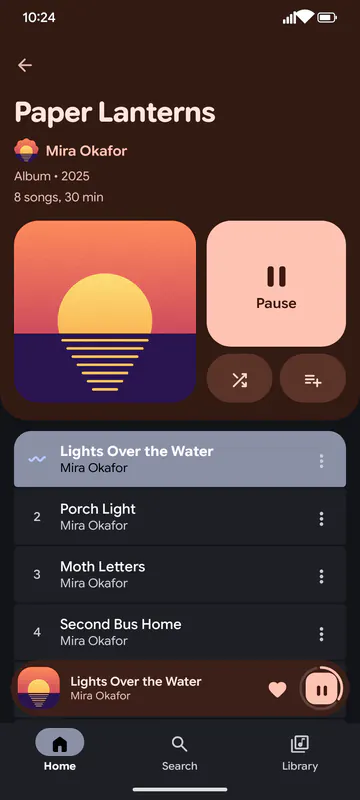 10:24
Paper Lanterns
Mira Okafor
Album • 2025
8 songs, 30 min
Pause
Lights Over the Water
Mira Okafor
2
Porch Light
Mira Okafor
3
Moth Letters
Mira Okafor
4
Second Bus Home
Mira Okafor
Lights Over the Water
Mira Okafor
Home
Search
Library